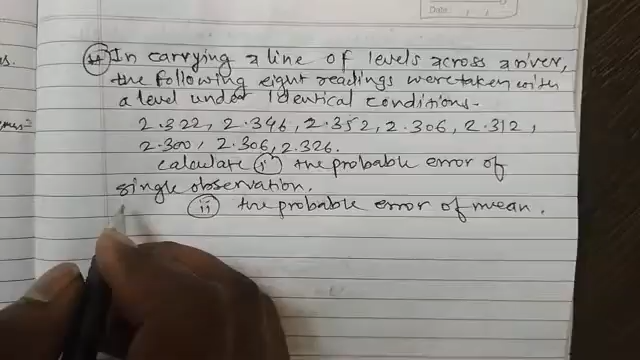 In carrying a line of levels across a river,
the following eight readings were taken with
a level under identical conditions-
2.322, 2.346, 2.352, 2.306, 2.312,
2.300, 2.306, 2.326.
calculate (i) the probable error of
single observation.
(ii) the probable error of mean.
Date: